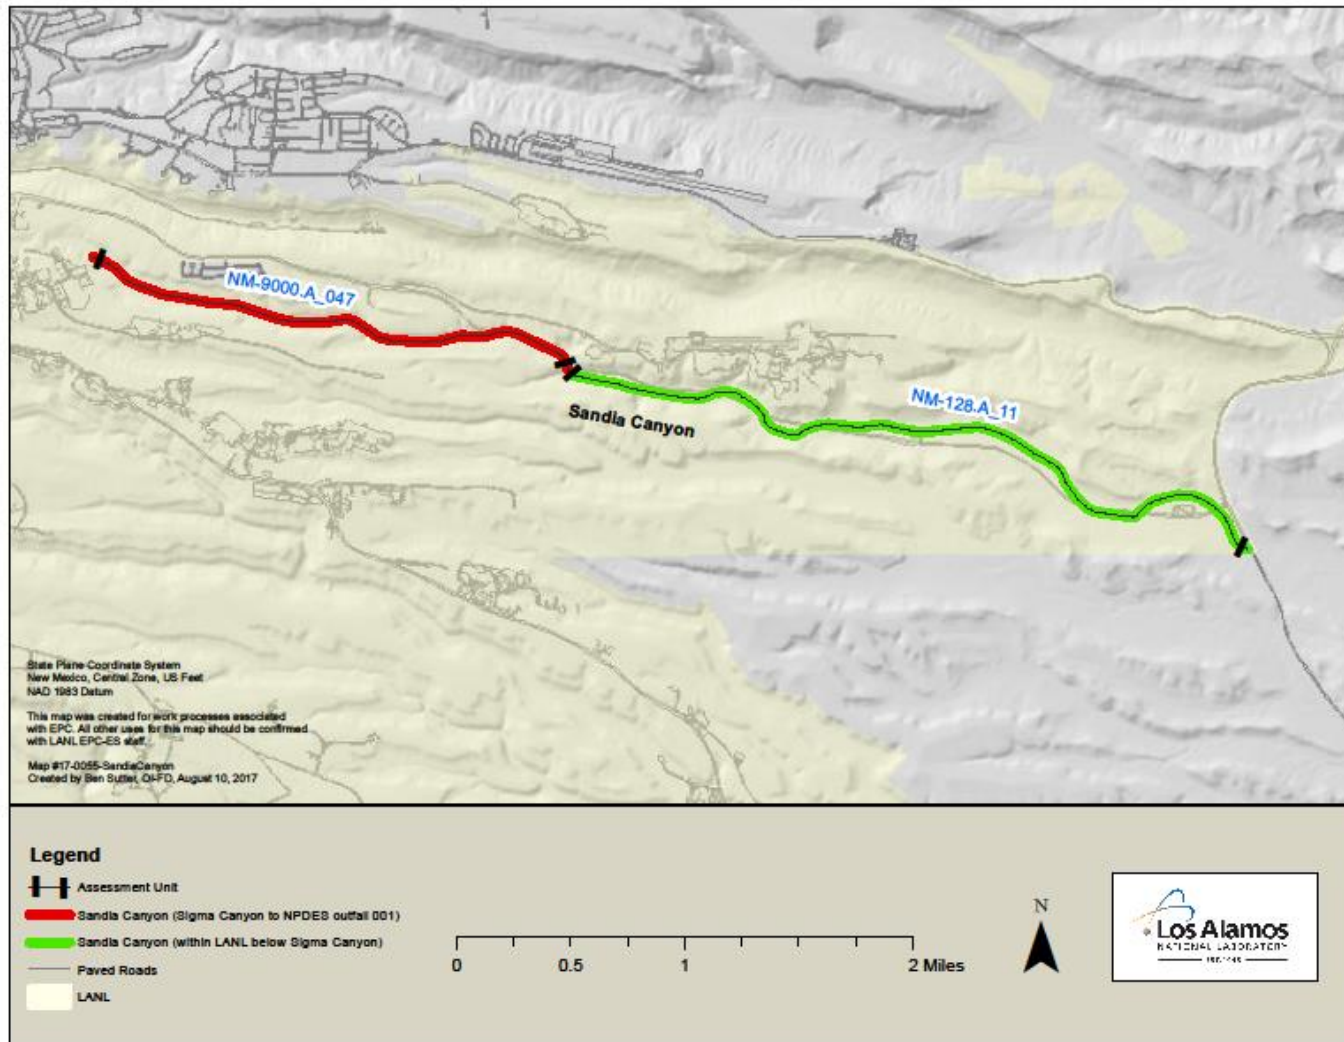 NM-9000.A_047
NM-128.A_11
Sandia Canyon
State Plane Coordinate System
New Mexico, Central Zone, US Feet
NAD 1983 Datum
This map was created for work processes associated
with EPC. All other uses for this map should be confirmed
with LANL EPC-ES staff.
Map #17-0055-SandiaCanyon
Created by Ben Sutter, OI-FD, August 10, 2017
Legend
Assessment Unit
Sandia Canyon (Sigma Canyon to NPDES outfall 001)
Sandia Canyon (within LANL below Sigma Canyon)
Paved Roads
LANL
0 0.5 1 2 Miles
N
Los Alamos
NATIONAL LABORATORY